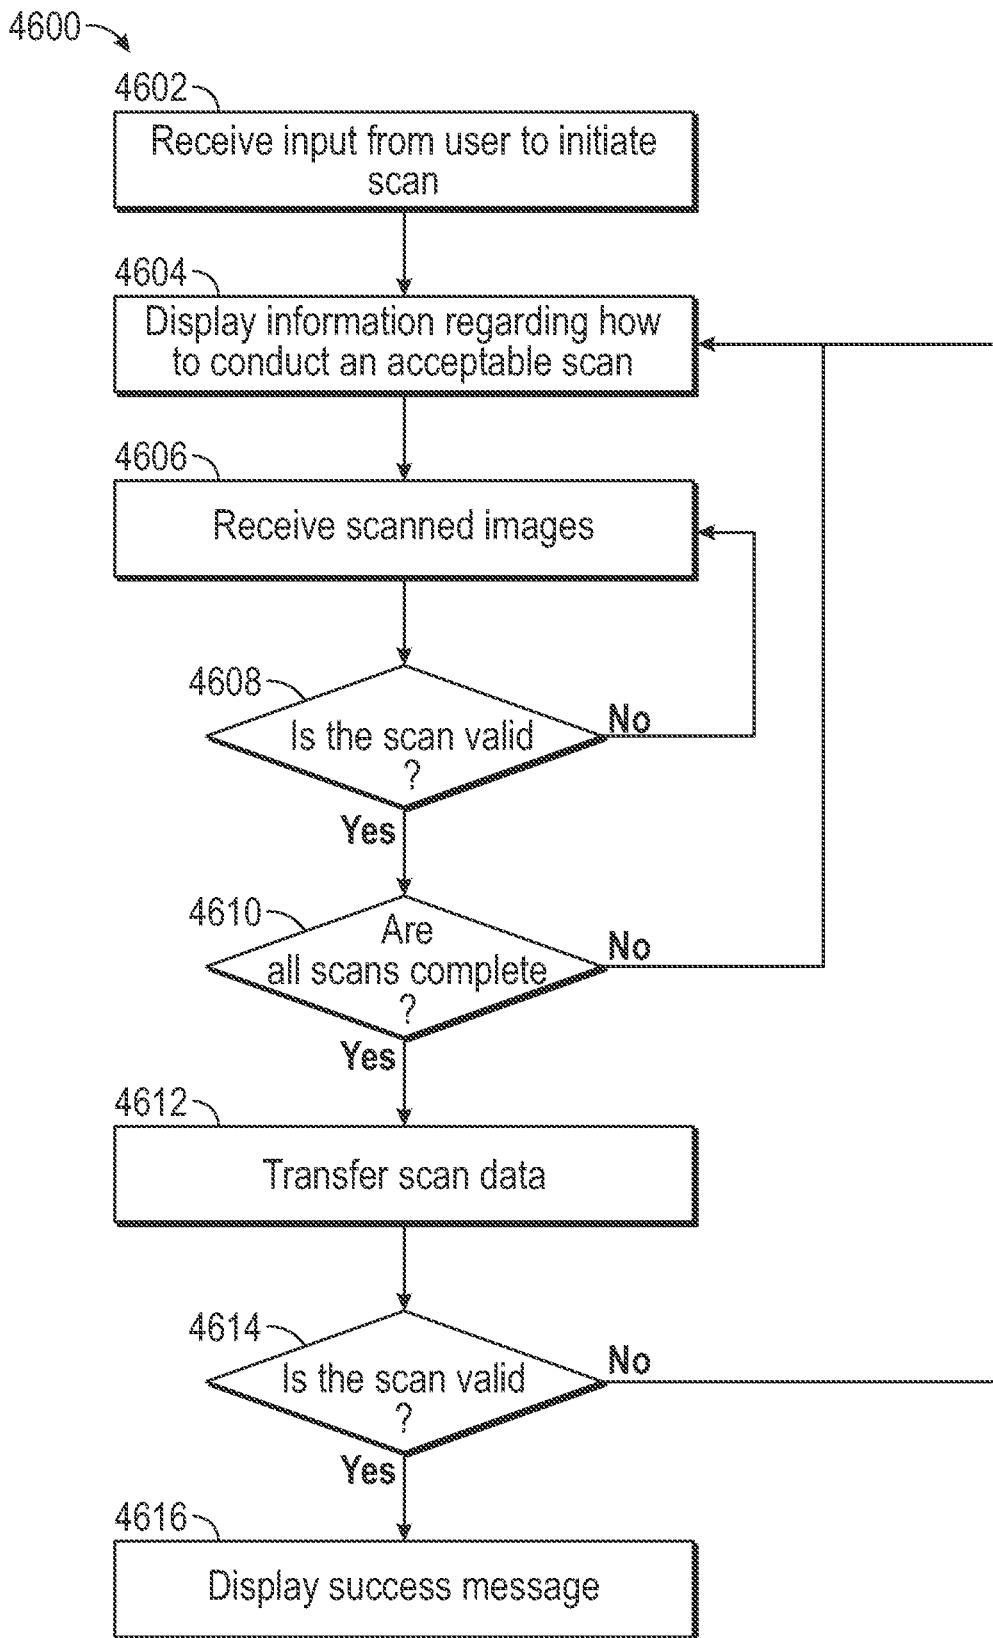 4600
4602
Receive input from user to initiate
scan
4604
Display information regarding how
to conduct an acceptable scan
4606
Receive scanned images
4608
Is the scan valid
?
No
Yes
4610
Are
all scans complete
?
No
Yes
4612
Transfer scan data
4614
Is the scan valid
?
No
Yes
4616
Display success message